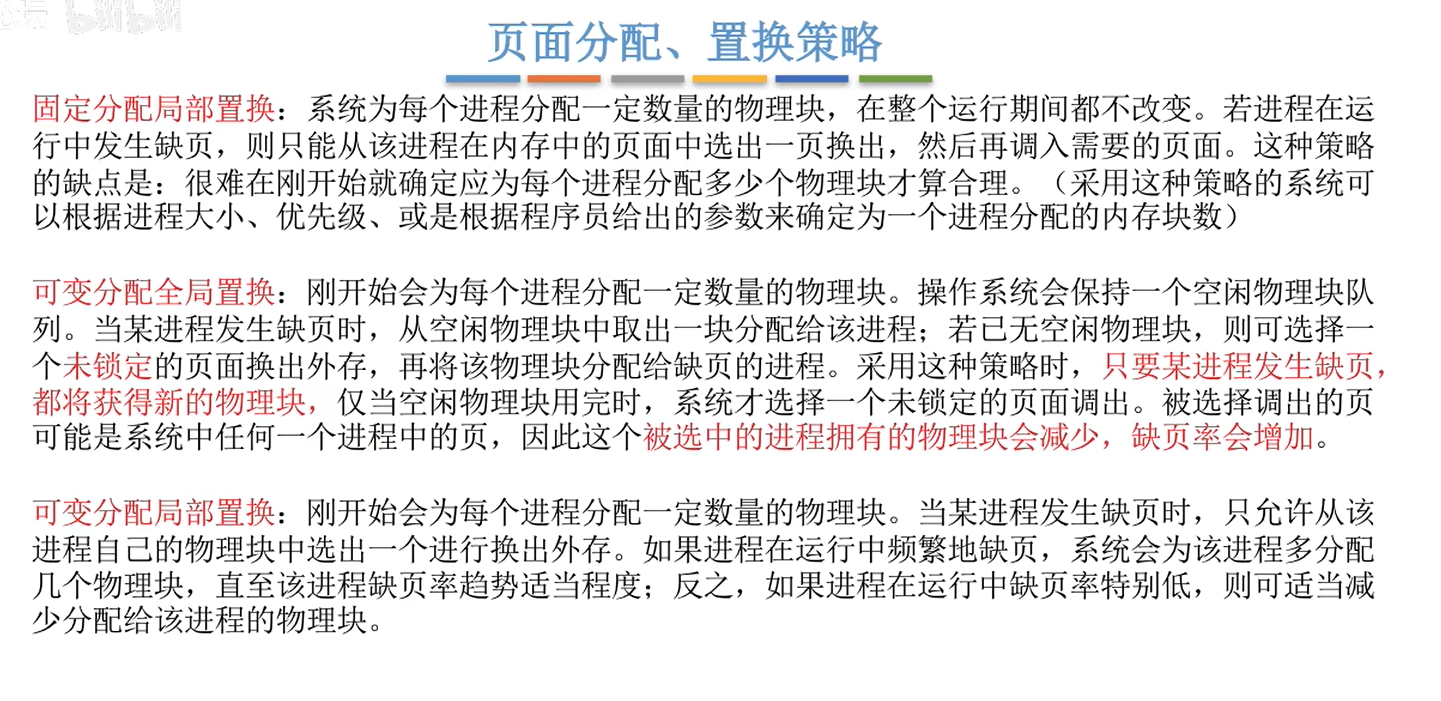 页面分配、置换策略
固定分配局部置换：系统为每个进程分配一定数量的物理块，在整个运行期间都不改变。若进程在运
行中发生缺页，则只能从该进程在内存中的页面中选出一页换出，然后再调入需要的页面。这种策略
的缺点是：很难在刚开始就确定应为每个进程分配多少个物理块才算合理。（采用这种策略的系统可
以根据进程大小、优先级、或是根据程序员给出的参数来确定为一个进程分配的内存块数）
可变分配全局置换：刚开始会为每个进程分配一定数量的物理块。操作系统会保持一个空闲物理块队
列。当某进程发生缺页时，从空闲物理块中取出一块分配给该进程；若已无空闲物理块，则可选择一
个未锁定的页面换出外存，再将该物理块分配给缺页的进程。采用这种策略时，只要某进程发生缺页，
都将获得新的物理块，仅当空闲物理块用完时，系统才选择一个未锁定的页面调出。被选择调出的页
可能是系统中任何一个进程中的页，因此这个被选中的进程拥有的物理块会减少，缺页率会增加。
可变分配局部置换：刚开始会为每个进程分配一定数量的物理块。当某进程发生缺页时，只允许从该
进程自己的物理块中选出一个进行换出外存。如果进程在运行中频繁地缺页，系统会为该进程多分配
几个物理块，直至该进程缺页率趋势适当程度；反之，如果进程在运行中缺页率特别低，则可适当减
少分配给该进程的物理块。